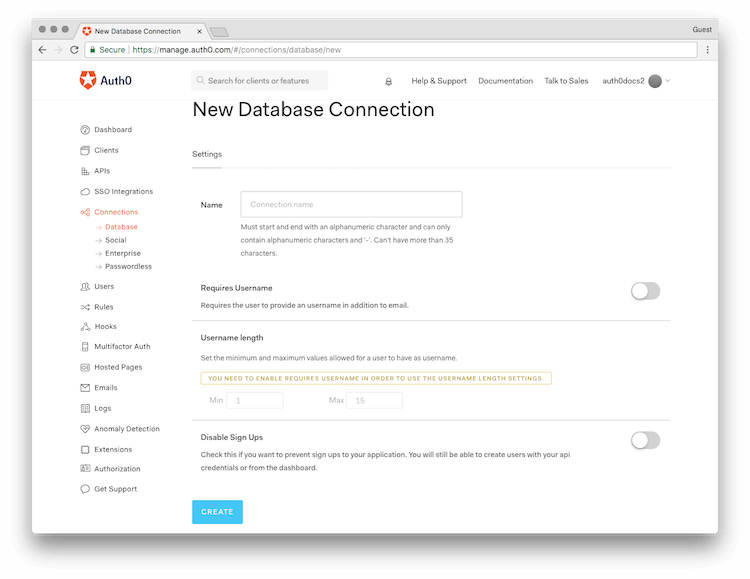 New Database Connection
Guest
Secure | https://manage.auth0.com/#/connections/database/new
Auth0
Search for clients or features
Help & Support
Documentation
Talk to Sales
auth0docs2
New Database Connection
Dashboard
Clients
APIs
SSO Integrations
Connections
Database
Social
Enterprise
Passwordless
Users
Rules
Hooks
Multifactor Auth
Hosted Pages
Emails
Logs
Anomaly Detection
Extensions
Authorization
Get Support
Settings
Name
Connection name
Must start and end with an alphanumeric character and can only
contain alphanumeric characters and '-'. Can't have more than 35
characters.
Requires Username
Requires the user to provide an username in addition to email.
Username length
Set the minimum and maximum values allowed for a user to have as username.
YOU NEED TO ENABLE REQUIRES USERNAME IN ORDER TO USE THE USERNAME LENGTH SETTINGS.
Min 1 Max 15
Disable Sign Ups
Check this if you want to prevent sign ups to your application. You will still be able to create users with your api
credentials or from the dashboard.
CREATE